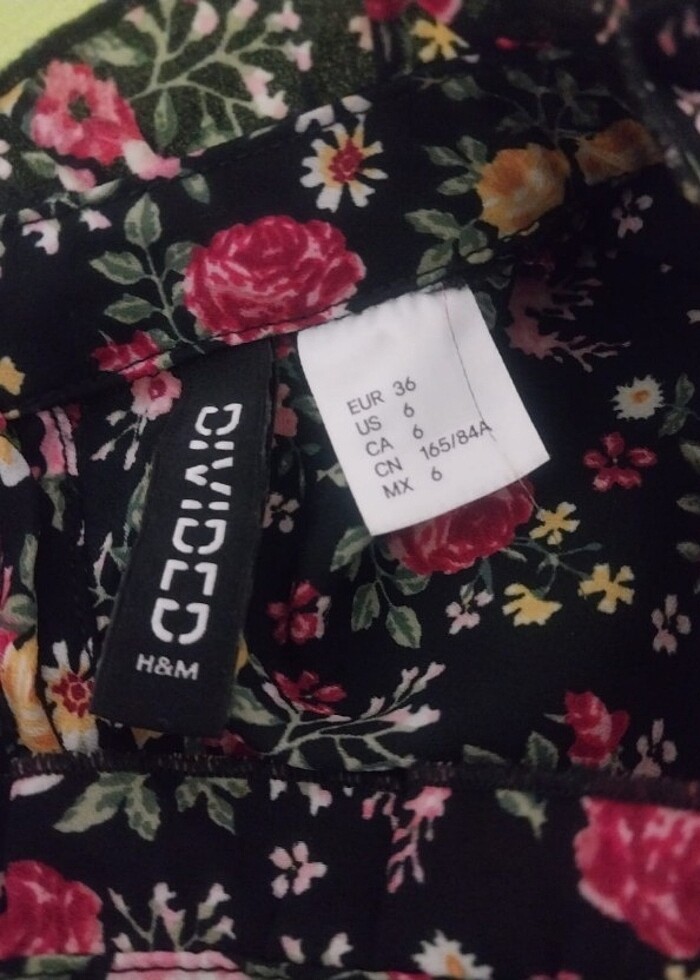 DIVIDED
H&M
EUR 36
US 6
CA 6
CN 165/84A
MX 6